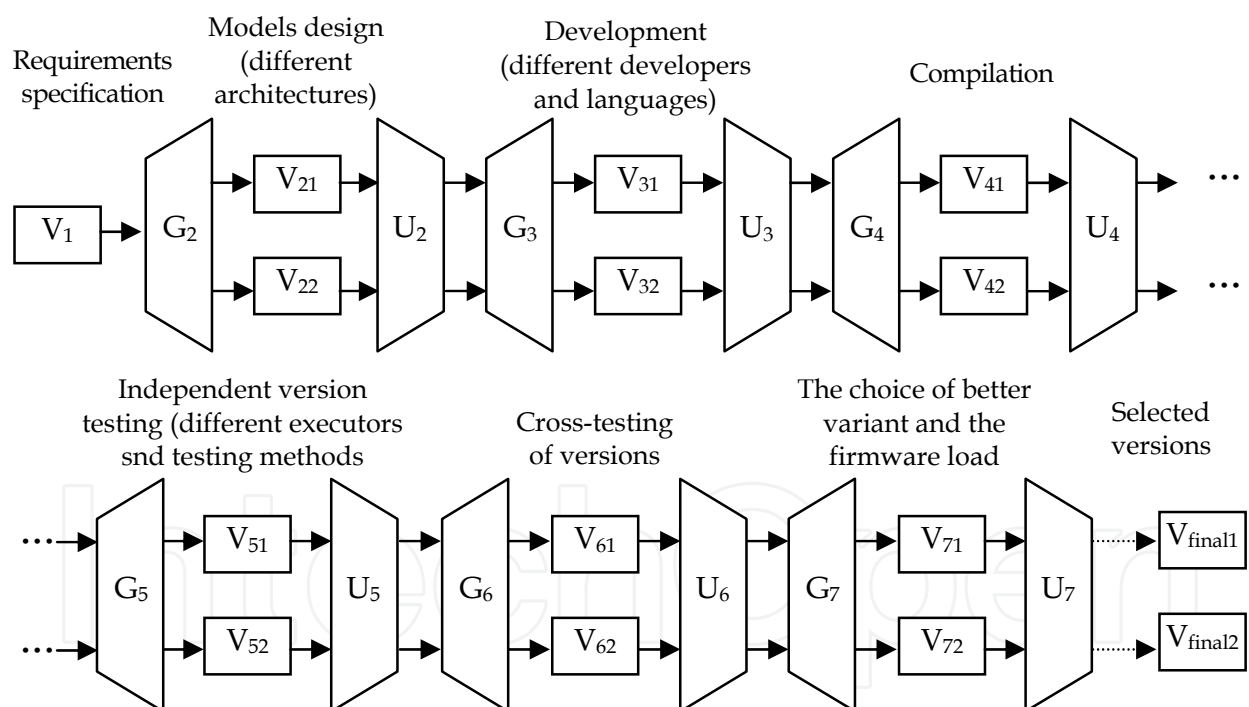 Requirements
specification
Models design
(different
architectures)
Development
(different developers
and languages)
Compilation
V1
G2
V21
V22
U2
G3
V31
V32
U3
G4
V41
V42
U4
...
...
Independent version
testing (different executors
snd testing methods
Cross-testing
of versions
The choice of better
variant and the
firmware load
Selected
versions
...
...
G5
V51
V52
U5
G6
V61
V62
U6
G7
V71
V72
U7
Vfinal1
Vfinal2
IntechOpen